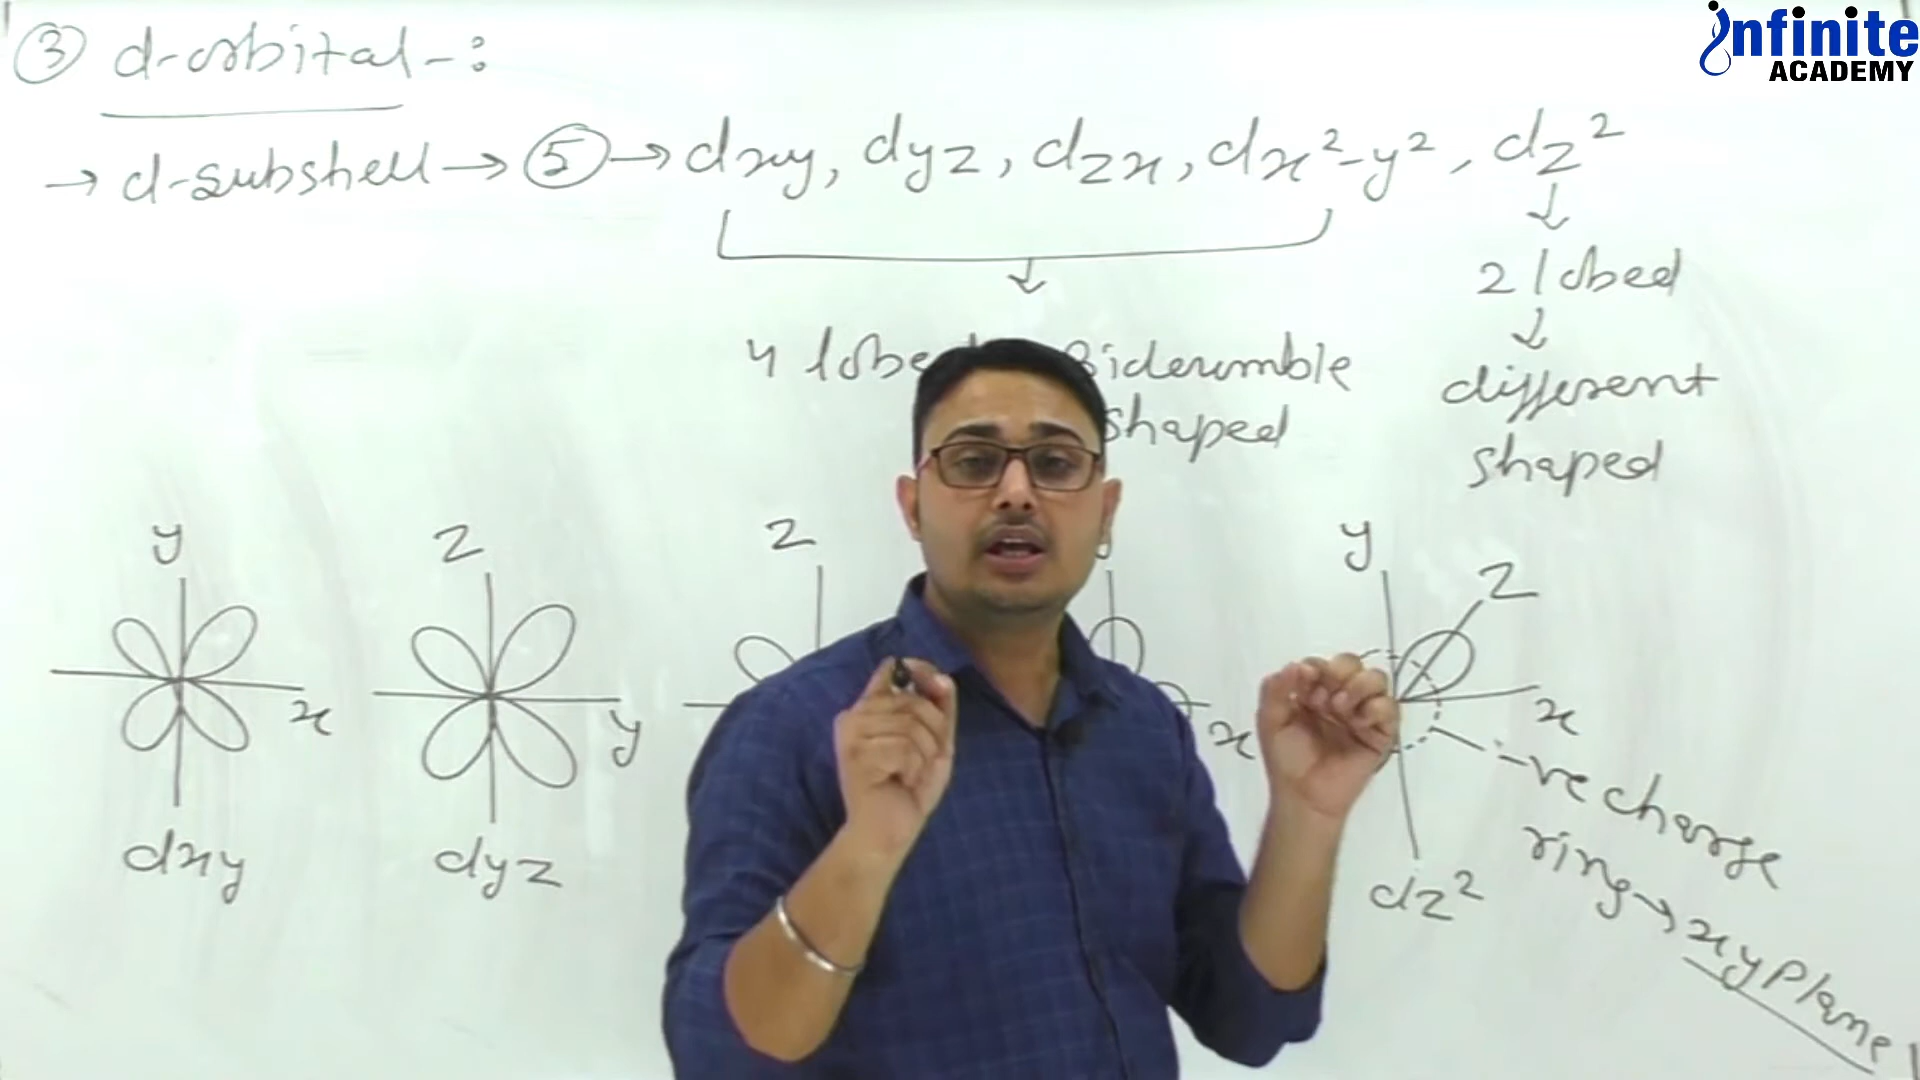 infinite
ACADEMY
③ d-orbital-:
→ d-subshell → ⑤ → dxy, dyz, dzx, dx²-y², dz²
2 lobed
4 lobed
Biderumble
shaped
different
shaped
y
x
dxy
z
y
dyz
z
x
y
z
x
dz²
-ve charge
ring → xy plane